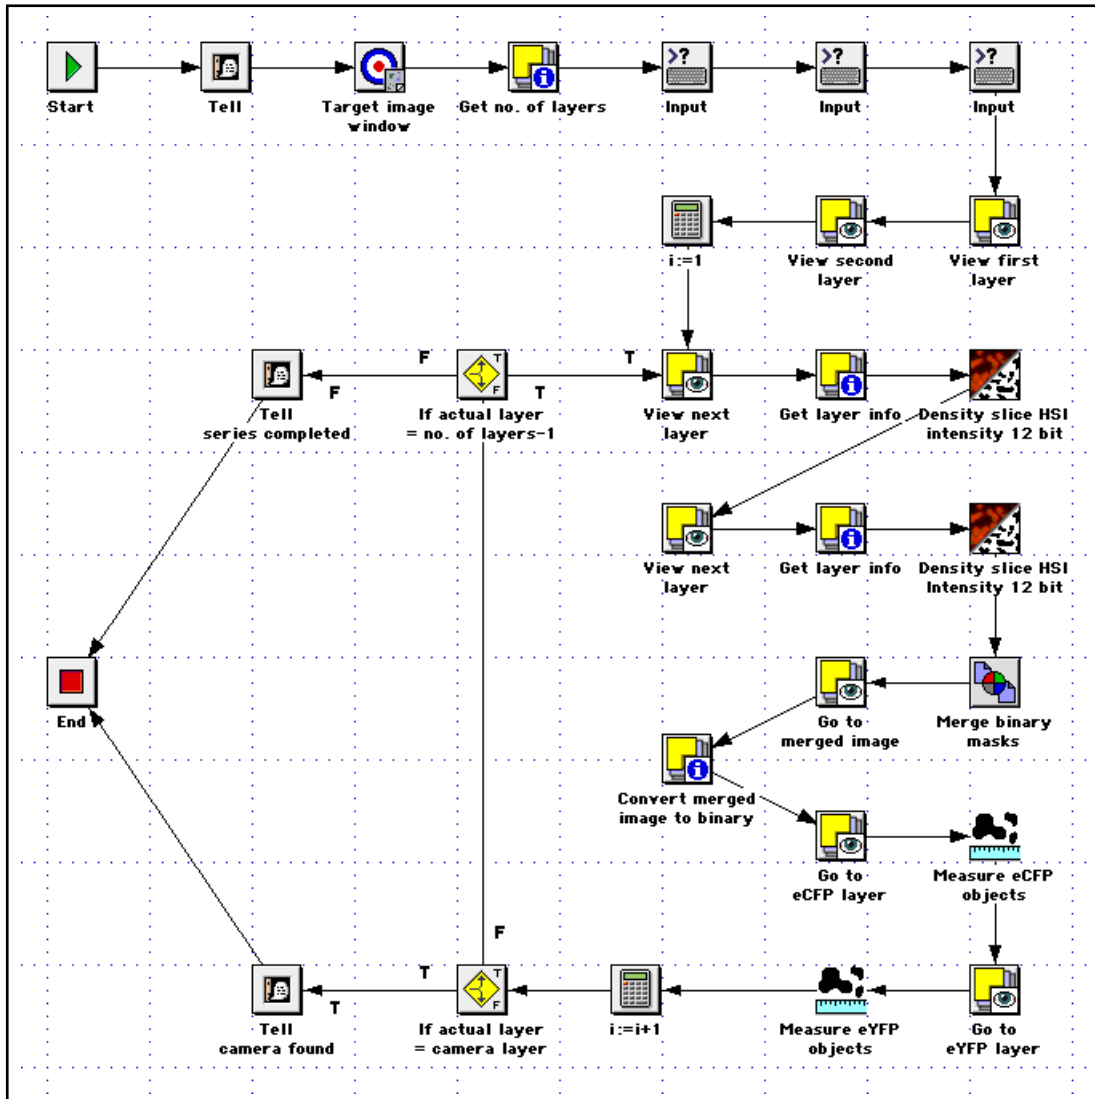 >?
>?
>?
Start
Tell
Target image
window
Get no. of layers
Input
Input
Input
i:=1
View second
layer
View first
layer
F
T
T
F
F
T
Tell
series completed
If actual layer
= no. of layers-1
View next
layer
Get layer info
Density slice HSI
intensity 12 bit
View next
layer
Get layer info
Density slice HSI
Intensity 12 bit
End
Go to
merged image
Merge binary
masks
Convert merged
image to binary
Go to
eCFP layer
Measure eCFP
objects
F
T
T
F
T
Tell
camera found
If actual layer
= camera layer
i:=i+1
Measure eYFP
objects
Go to
eYFP layer